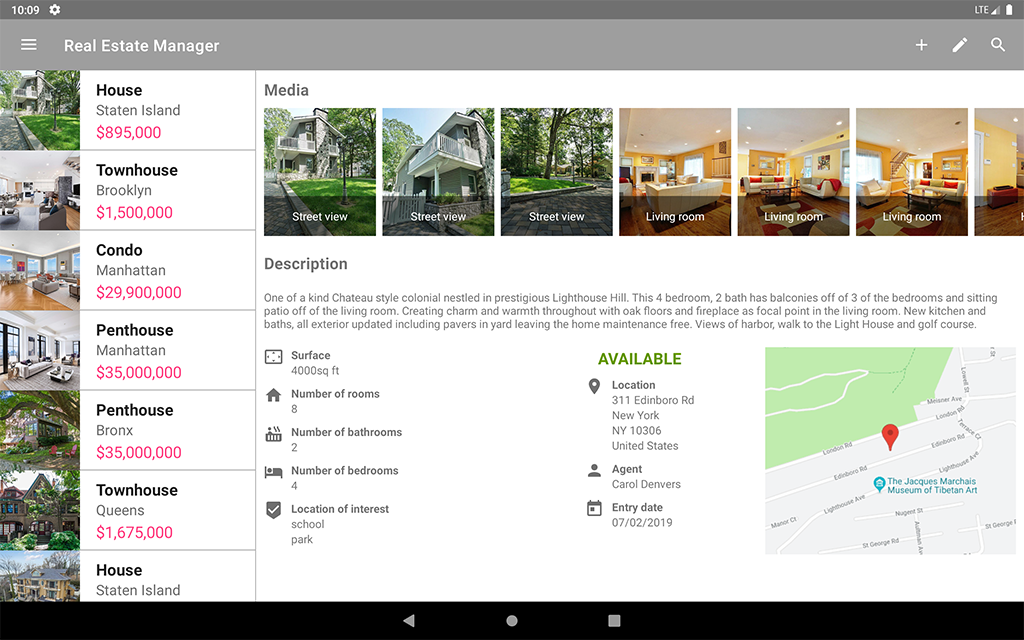 10:09
LTE
Real Estate Manager
House
Staten Island
$895,000
Townhouse
Brooklyn
$1,500,000
Condo
Manhattan
$29,900,000
Penthouse
Manhattan
$35,000,000
Penthouse
Bronx
$35,000,000
Townhouse
Queens
$1,675,000
House
Staten Island
Media
Street view
Street view
Street view
Living room
Living room
Living room
Description
One of a kind Chateau style colonial nestled in prestigious Lighthouse Hill. This 4 bedroom, 2 bath has balconies off of 3 of the bedrooms and sitting
patio off of the living room. Creating charm and warmth throughout with oak floors and fireplace as focal point in the living room. New kitchen and
baths, all exterior updated including pavers in yard leaving the home maintenance free. Views of harbor, walk to the Light House and golf course.
Surface
4000sq ft
Number of rooms
8
Number of bathrooms
2
Number of bedrooms
4
Location of interest
school
park
AVAILABLE
Location
311 Edinboro Rd
New York
NY 10306
United States
Agent
Carol Denvers
Entry date
07/02/2019
Lowell St
Meisner Ave
London Rd
Terrace Ct
London Rd
Edinboro Rd
Edinboro Rd
Lighthouse Ave
The Jacques Marchais
Museum of Tibetan Art
Lighthouse Ave
Nugent St
Manor Ct
St George Rd
Aultman Ave
St George